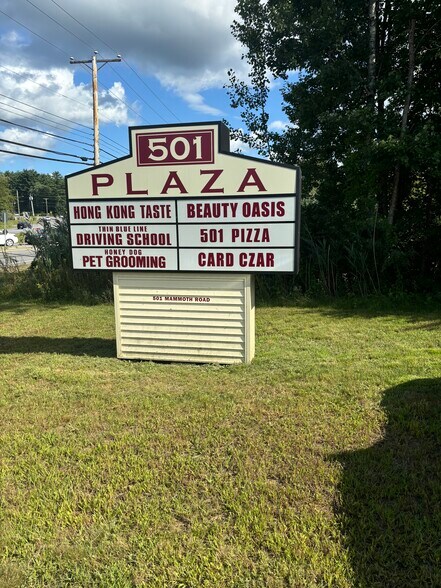 501
PLAZA
HONG KONG TASTE
BEAUTY OASIS
THIN BLUE LINE
DRIVING SCHOOL
501 PIZZA
HONEY DOG
PET GROOMING
CARD CZAR
501 MAMMOTH ROAD